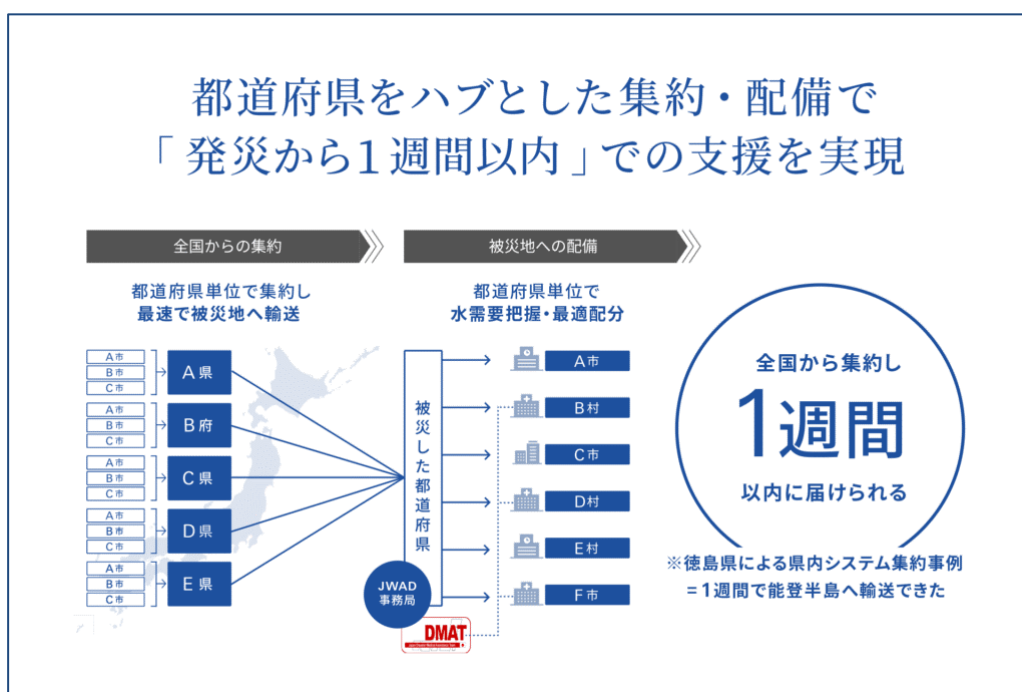 都道府県をハブとした集約・配備で
「発災から1週間以内」での支援を実現
全国からの集約
都道府県単位で集約し
最速で被災地へ輸送
A市
B市
C市
A県
A市
B市
C市
B府
A市
B市
C市
C県
A市
B市
C市
D県
A市
B市
C市
E県
被災地への配備
都道府県単位で
水需要把握・最適配分
被災した都道府県
JWAD
事務局
DMAT
A市
B村
C市
D村
E村
F市
全国から集約し
1週間
以内に届けられる
※徳島県による県内システム集約事例
=1週間で能登半島へ輸送できた